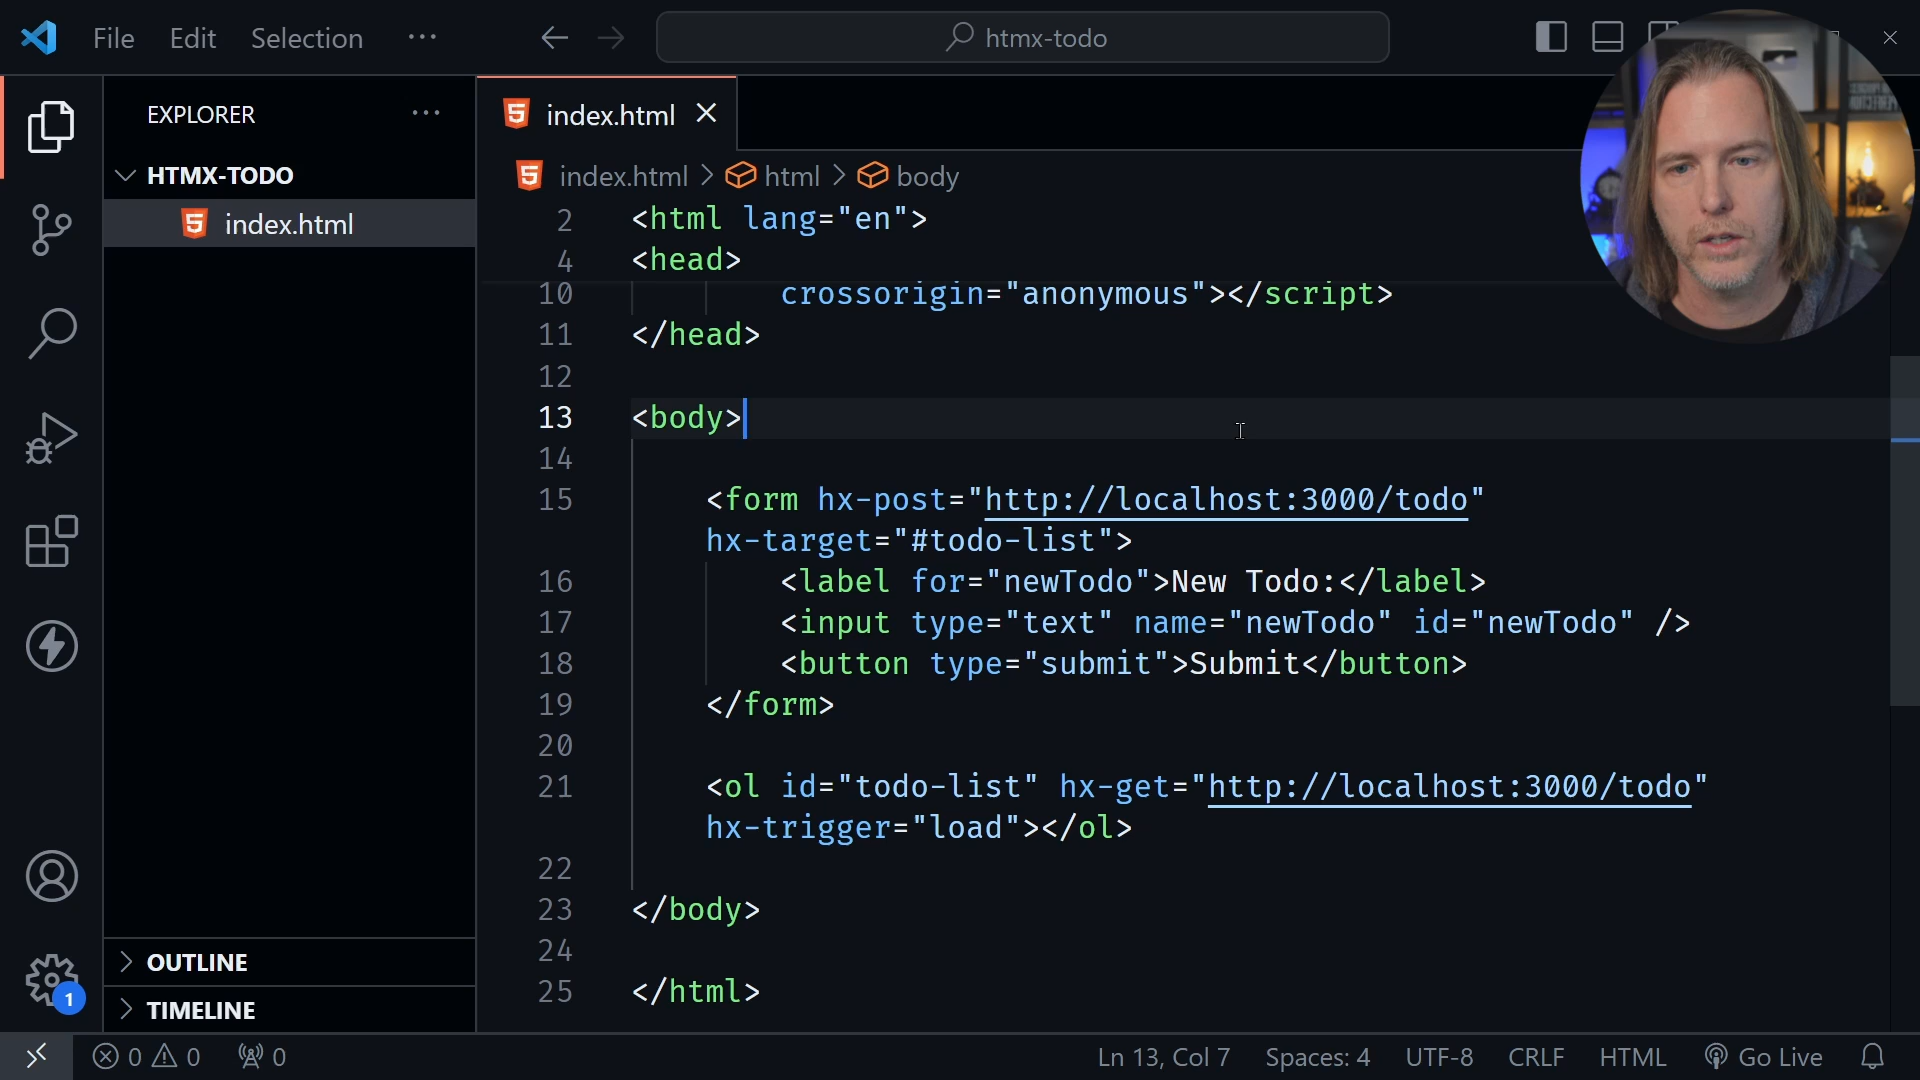 File Edit Selection ··· htmx-todo
EXPLORER ···
HTMX-TODO
index.html
OUTLINE
TIMELINE
index.html
index.html > html > body
2 <html lang="en">
4 <head>
10 crossorigin="anonymous"></script>
11 </head>
12
13 <body>
14
15 <form hx-post="http://localhost:3000/todo"
hx-target="#todo-list">
16 <label for="newTodo">New Todo:</label>
17 <input type="text" name="newTodo" id="newTodo" />
18 <button type="submit">Submit</button>
19 </form>
20
21 <ol id="todo-list" hx-get="http://localhost:3000/todo"
hx-trigger="load"></ol>
22
23 </body>
24
25 </html>
1
0 0 0 Ln 13, Col 7 Spaces: 4 UTF-8 CRLF HTML Go Live